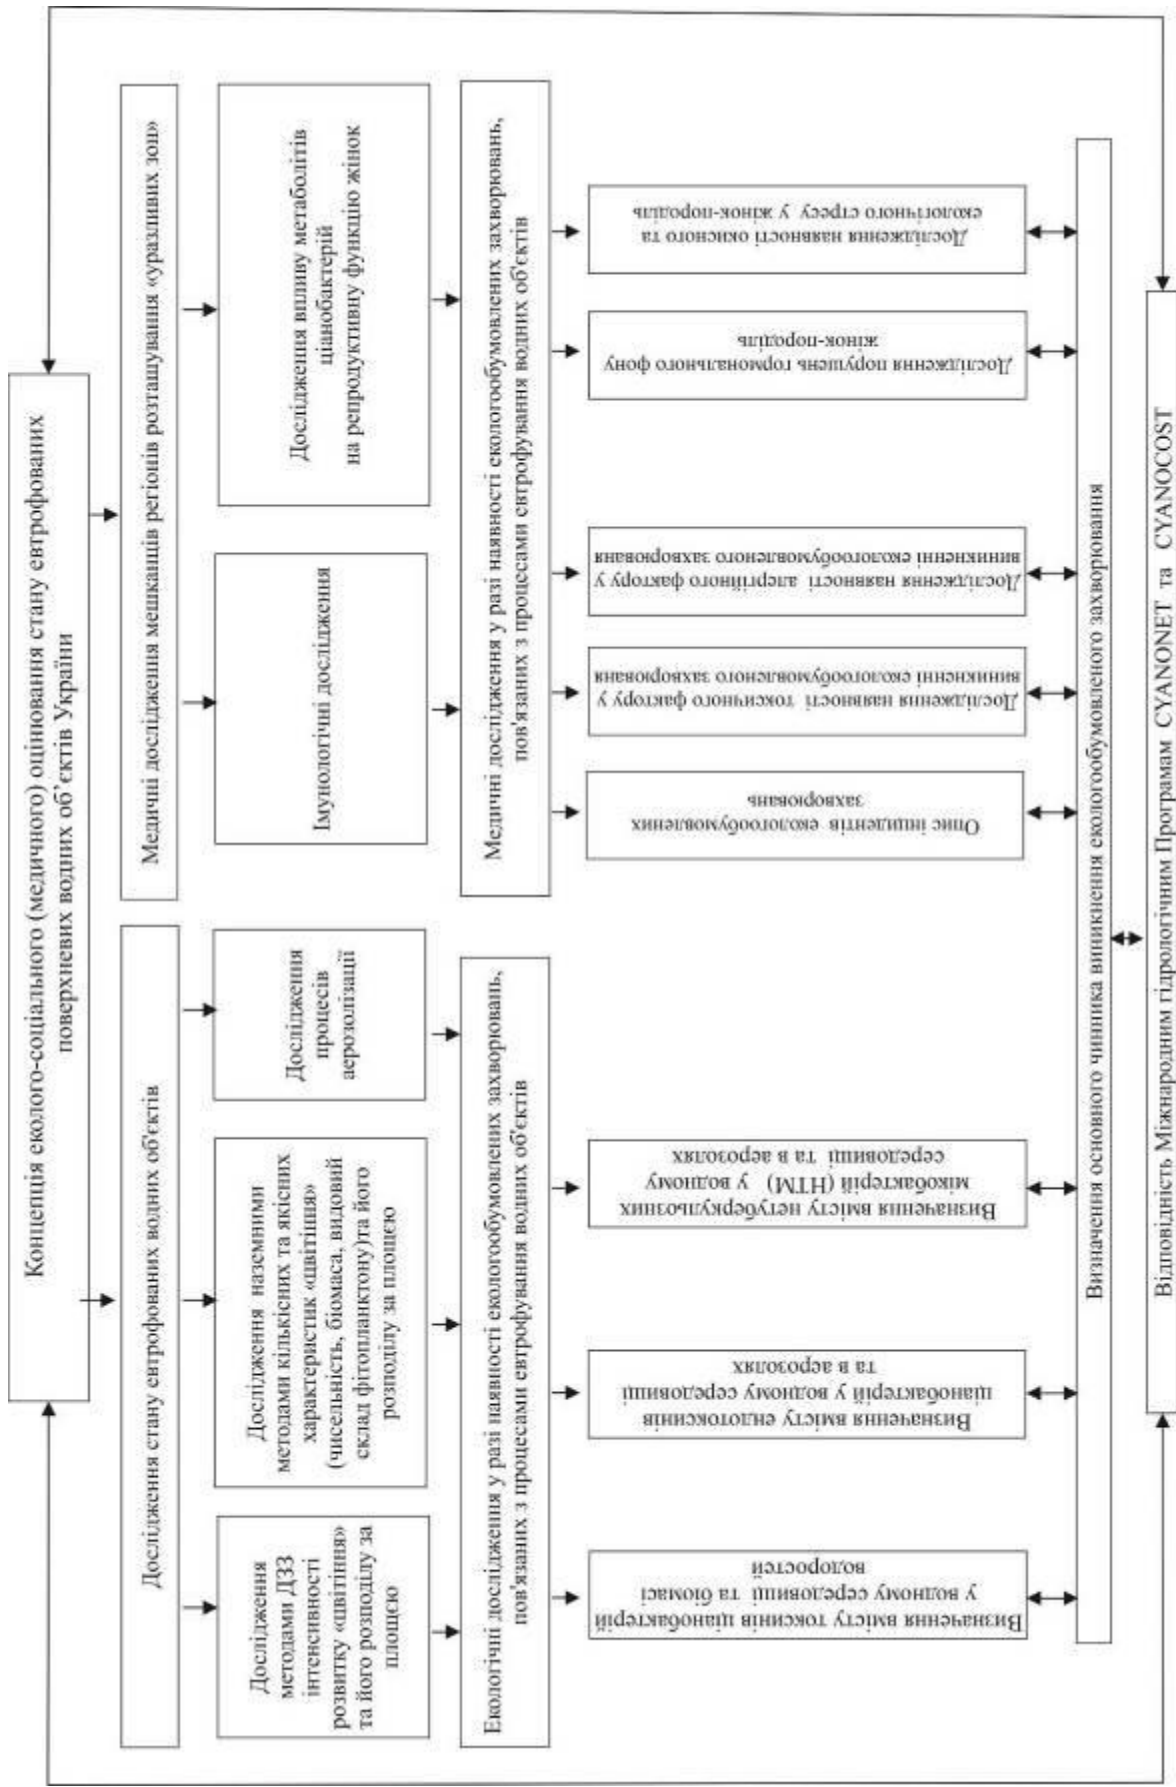 Концепція еколого-соціального (медичного) оцінювання стану евтрофованих
поверхневих водних об'єктів України
Дослідження стану евтрофованих водних об'єктів
Медичні дослідження мешканців регіонів розташування «уразливих зон»
Дослідження
методами ДЗЗ
інтенсивності
розвитку «цвітіння»
та його розподілу за
площею
Дослідження наземними
методами кількісних та якісних
характеристик «цвітіння»
(чисельність, біомаса, видовий
склад фітопланктону)та його
розподілу за площею
Дослідження
процесів
аерозолізації
Імунологічні дослідження
Дослідження впливу метаболітів
ціанобактерій
на репродуктивну функцію жінок
Екологічні дослідження у разі наявності екологообумовлених захворювань,
пов'язаних з процесами евтрофування водних об'єктів
Медичні дослідження у разі наявності екологообумовлених захворювань,
пов'язаних з процесами евтрофування водних об'єктів
Визначення вмісту токсинів ціанобактерій
у водному середовищі та біомасі
водоростей
Визначення вмісту ендотоксинів
ціанобактерій у водному середовищі
та в аерозолях
Визначення вмісту нетуберкульозних
мікобактерій (НТМ) у водному
середовищі та в аерозолях
Опис інцидентів екологообумовлених
захворювань
Дослідження наявності токсичного фактору у
виникненні екологообумовленого захворювання
Дослідження наявності алергійного фактору у
виникненні екологообумовленого захворювання
Дослідження порушень гормонального фону
жінок-породіль
Дослідження наявності окисного та
екологічного стресу у жінок-породіль
Визначення основного чинника виникнення екологообумовленого захворювання
Відповідність Міжнародним гідрологічним Програмам CYANONET та CYANOCOST